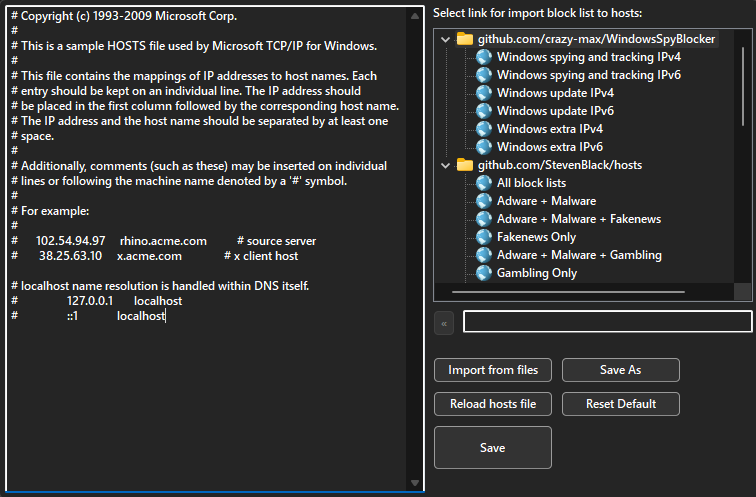 # Copyright (c) 1993-2009 Microsoft Corp.
#
# This is a sample HOSTS file used by Microsoft TCP/IP for Windows.
#
# This file contains the mappings of IP addresses to host names. Each
# entry should be kept on an individual line. The IP address should
# be placed in the first column followed by the corresponding host name.
# The IP address and the host name should be separated by at least one
# space.
#
# Additionally, comments (such as these) may be inserted on individual
# lines or following the machine name denoted by a '#' symbol.
#
# For example:
#
# 102.54.94.97 rhino.acme.com # source server
# 38.25.63.10 x.acme.com # x client host
# localhost name resolution is handled within DNS itself.
# 127.0.0.1 localhost
# ::1 localhost
Select link for import block list to hosts:
github.com/crazy-max/WindowsSpyBlocker
Windows spying and tracking IPv4
Windows spying and tracking IPv6
Windows update IPv4
Windows update IPv6
Windows extra IPv4
Windows extra IPv6
github.com/StevenBlack/hosts
All block lists
Adware + Malware
Adware + Malware + Fakenews
Fakenews Only
Adware + Malware + Gambling
Gambling Only
«
Import from files
Save As
Reload hosts file
Reset Default
Save